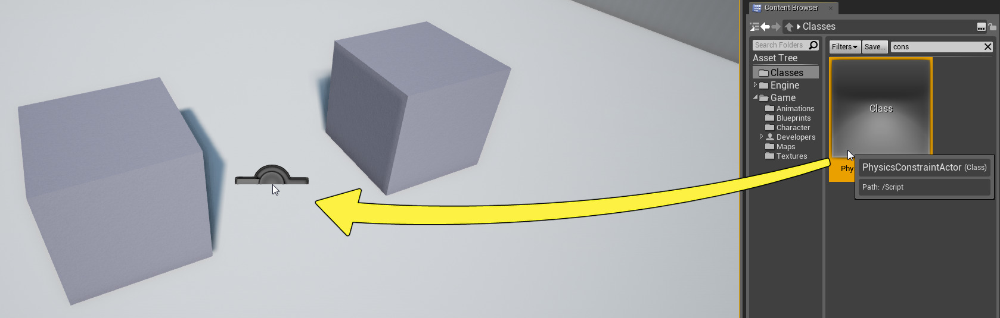 Content Browser
Classes
Search Folders
Filters Save... cons
Asset Tree
Classes
Engine
Game
Animations
Blueprints
Character
Developers
Maps
Textures
Class
Phy
PhysicsConstraintActor (Class)
Path: /Script